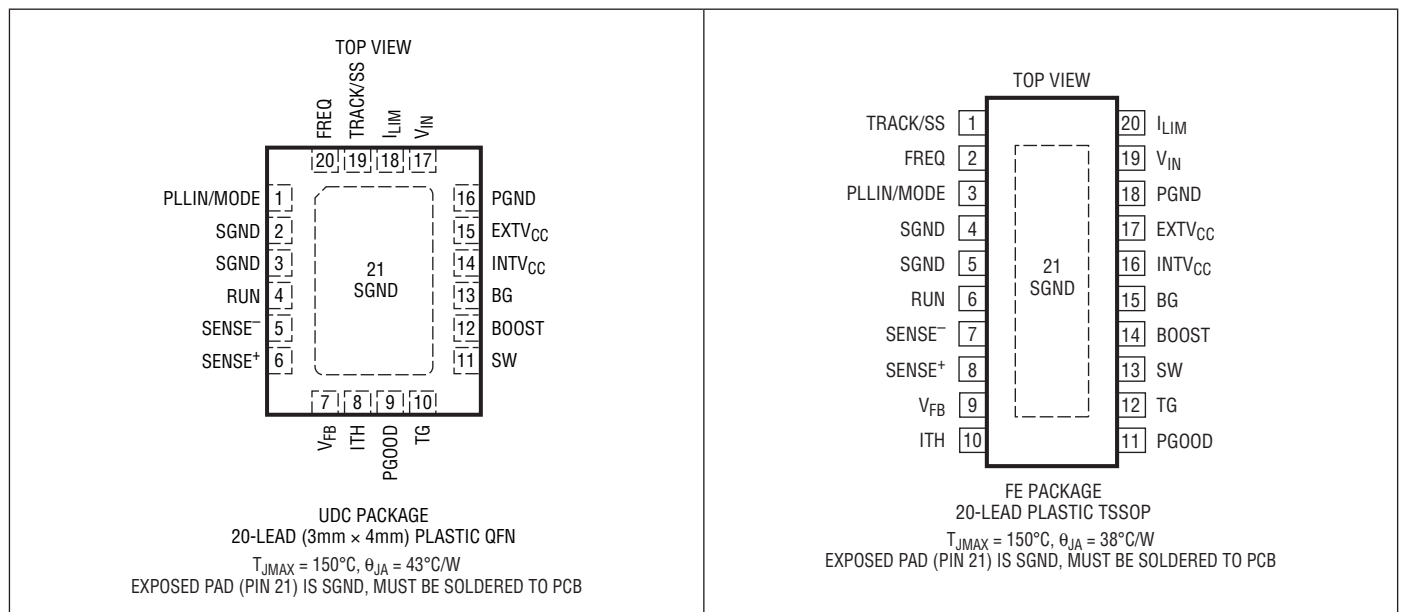 TOP VIEW
FREQ
TRACK/SS
ILIM
VIN
20 19 18 17
PLLIN/MODE 1
SGND 2
SGND 3
RUN 4
SENSE– 5
SENSE+ 6
16 PGND
15 EXTVCC
14 INTVCC
13 BG
12 BOOST
11 SW
21
SGND
7 8 9 10
VFB
ITH
PGOOD
TG
UDC PACKAGE
20-LEAD (3mm × 4mm) PLASTIC QFN
TJMAX = 150°C, θJA = 43°C/W
EXPOSED PAD (PIN 21) IS SGND, MUST BE SOLDERED TO PCB
TOP VIEW
TRACK/SS 1
FREQ 2
PLLIN/MODE 3
SGND 4
SGND 5
RUN 6
SENSE– 7
SENSE+ 8
VFB 9
ITH 10
21
SGND
20 ILIM
19 VIN
18 PGND
17 EXTVCC
16 INTVCC
15 BG
14 BOOST
13 SW
12 TG
11 PGOOD
FE PACKAGE
20-LEAD PLASTIC TSSOP
TJMAX = 150°C, θJA = 38°C/W
EXPOSED PAD (PIN 21) IS SGND, MUST BE SOLDERED TO PCB